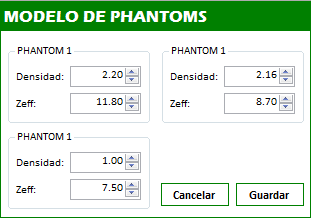 MODELO DE PHANTOMS
PHANTOM 1
Densidad: 2.20
Zeff: 11.80
PHANTOM 1
Densidad: 2.16
Zeff: 8.70
PHANTOM 1
Densidad: 1.00
Zeff: 7.50
Cancelar
Guardar